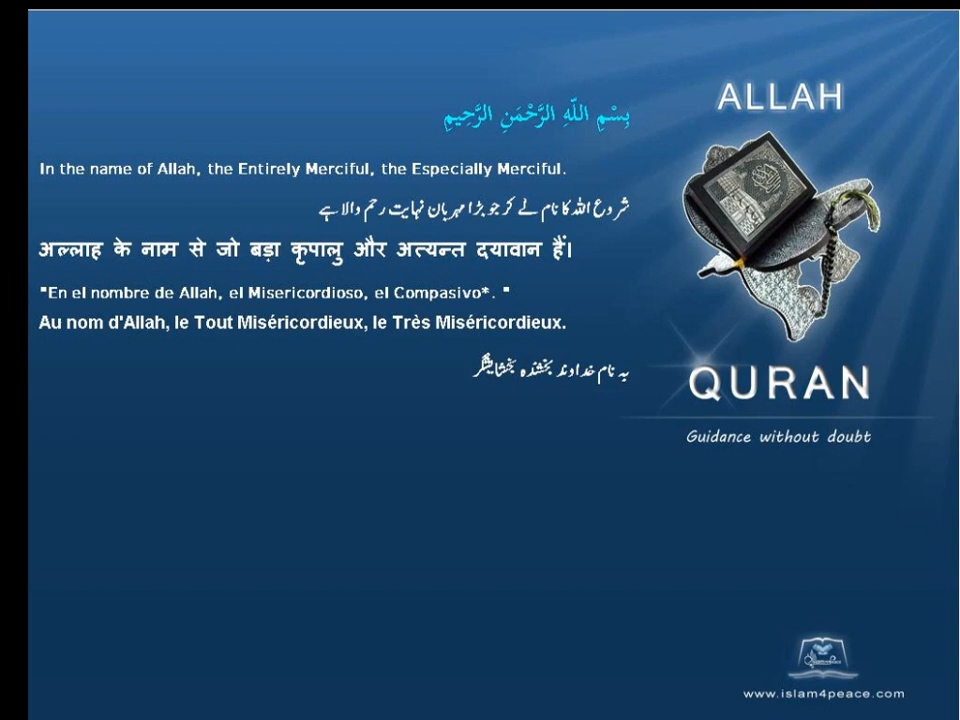 بِسْمِ اللّهِ الرَّحْمَنِ الرَّحِيمِ
In the name of Allah, the Entirely Merciful, the Especially Merciful.
شروع اللہ کا نام لے کر جو بڑا مہربان نہایت رحم والا ہے
अल्लाह के नाम से जो बड़ा कृपालु और अत्यन्त दयावान हैं।
"En el nombre de Allah, el Misericordioso, el Compasivo*. "
Au nom d'Allah, le Tout Miséricordieux, le Très Miséricordieux.
به نام خداوند بخشنده بخشایشگر
ALLAH
QURAN
Guidance without doubt
www.islam4peace.com